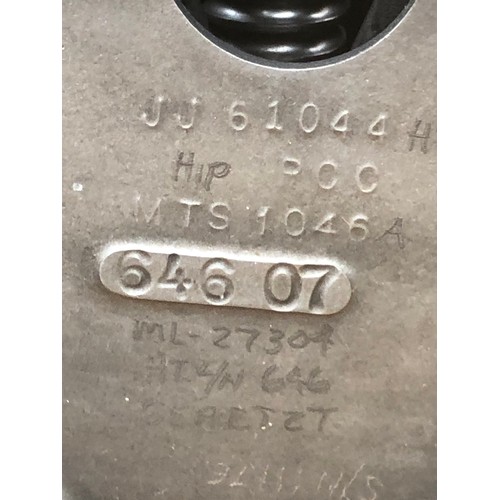 JJ 61044 H
HIP PCC
MTS 1046 A
646 07
ML-27304
HT L/N 646